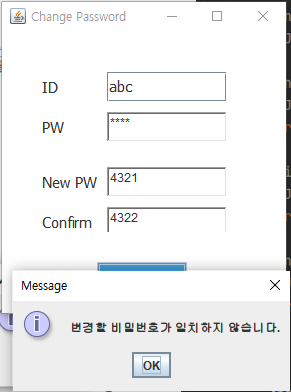 Change Password
ID abc
PW ****
New PW 4321
Confirm 4322
Message
변경할 비밀번호가 일치하지 않습니다.
OK